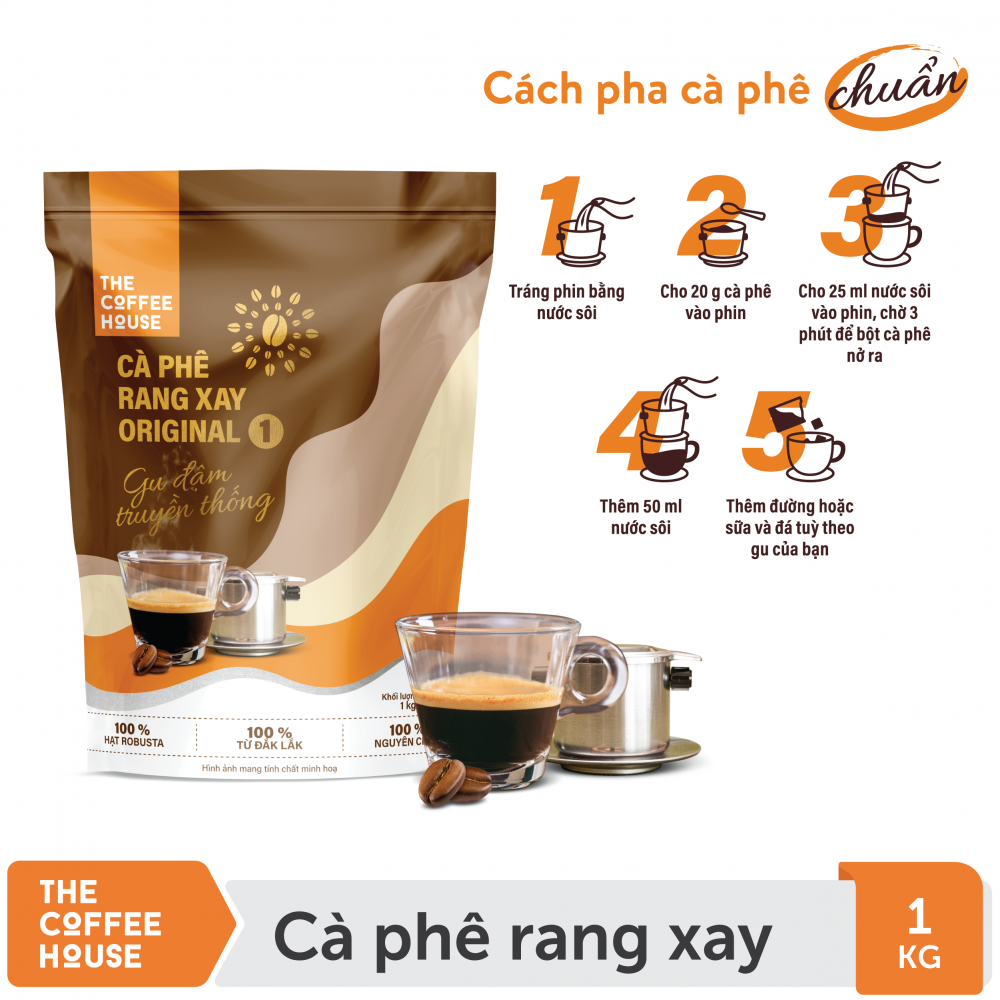 Cách pha cà phê chuẩn
1
2
3
Tráng phin bằng
nước sôi
Cho 20 g cà phê
vào phin
Cho 25 ml nước sôi
vào phin, chờ 3
phút để bột cà phê
nở ra
4
5
Thêm 50 ml
nước sôi
Thêm đường hoặc
sữa và đá tuỳ theo
gu của bạn
THE
COFFEE
HOUSE
CÀ PHÊ
RANG XAY
ORIGINAL 1
Gu đậm
truyền thống
1 kg
100 %
HẠT ROBUSTA
100 %
TỪ ĐẮK LẮK
100 %
NGUYÊN
Hình ảnh mang tính chất minh hoạ
THE
COFFEE
HOUSE
Cà phê rang xay
1
KG